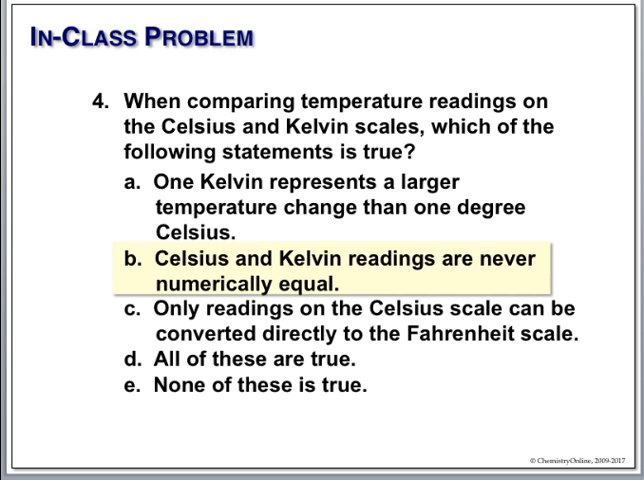 IN-CLASS PROBLEM
4. When comparing temperature readings on
the Celsius and Kelvin scales, which of the
following statements is true?
a. One Kelvin represents a larger
temperature change than one degree
Celsius.
b. Celsius and Kelvin readings are never
numerically equal.
c. Only readings on the Celsius scale can be
converted directly to the Fahrenheit scale.
d. All of these are true.
e. None of these is true.
© ChemistryOnline, 2009-2017